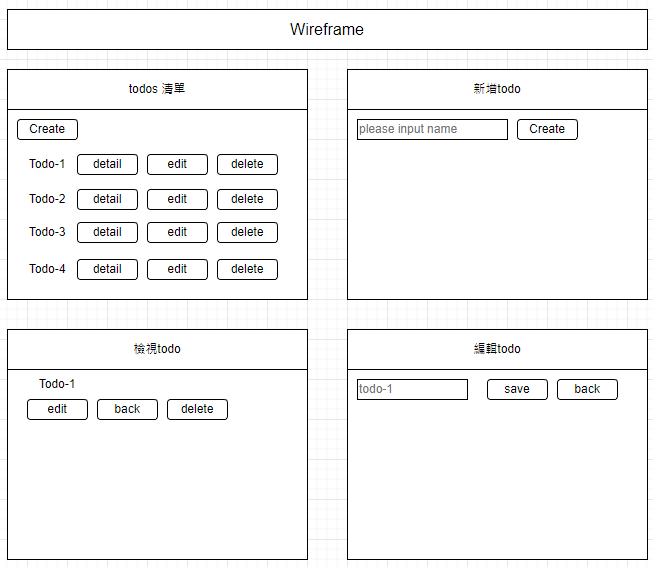 Wireframe
todos 清單
Create
Todo-1 detail edit delete
Todo-2 detail edit delete
Todo-3 detail edit delete
Todo-4 detail edit delete
新增todo
please input name Create
檢視todo
Todo-1
edit back delete
編輯todo
todo-1 save back